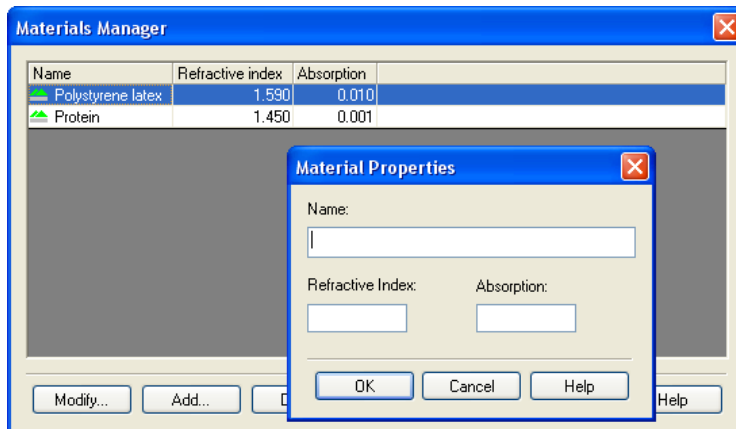 Materials Manager
Name Refractive index Absorption
Polystyrene latex 1.590 0.010
Protein 1.450 0.001
Material Properties
Name:
Refractive Index: Absorption:
OK Cancel Help
Modify... Add... Help